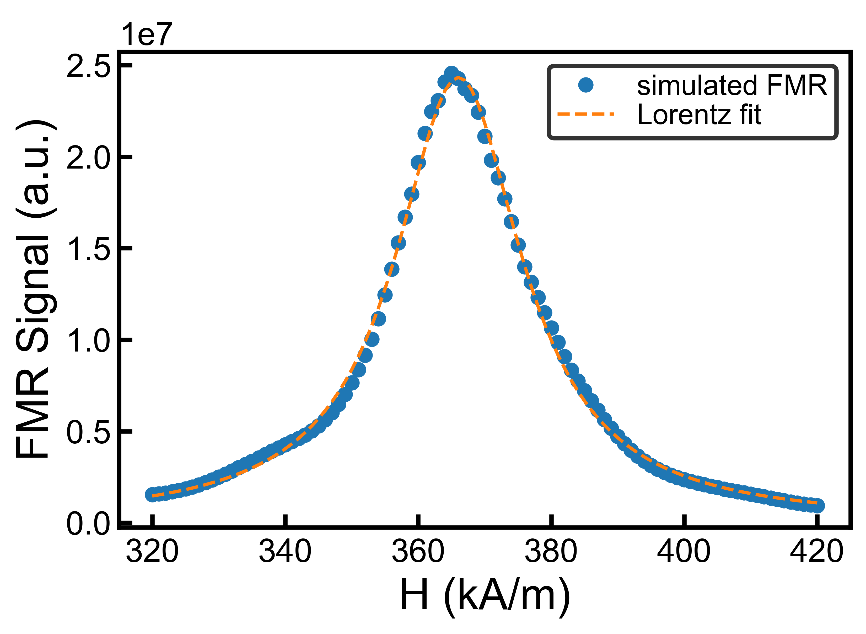 1e7
2.5
2.0
1.5
1.0
0.5
0.0
FMR Signal (a.u.)
simulated FMR
Lorentz fit
320 340 360 380 400 420
H (kA/m)